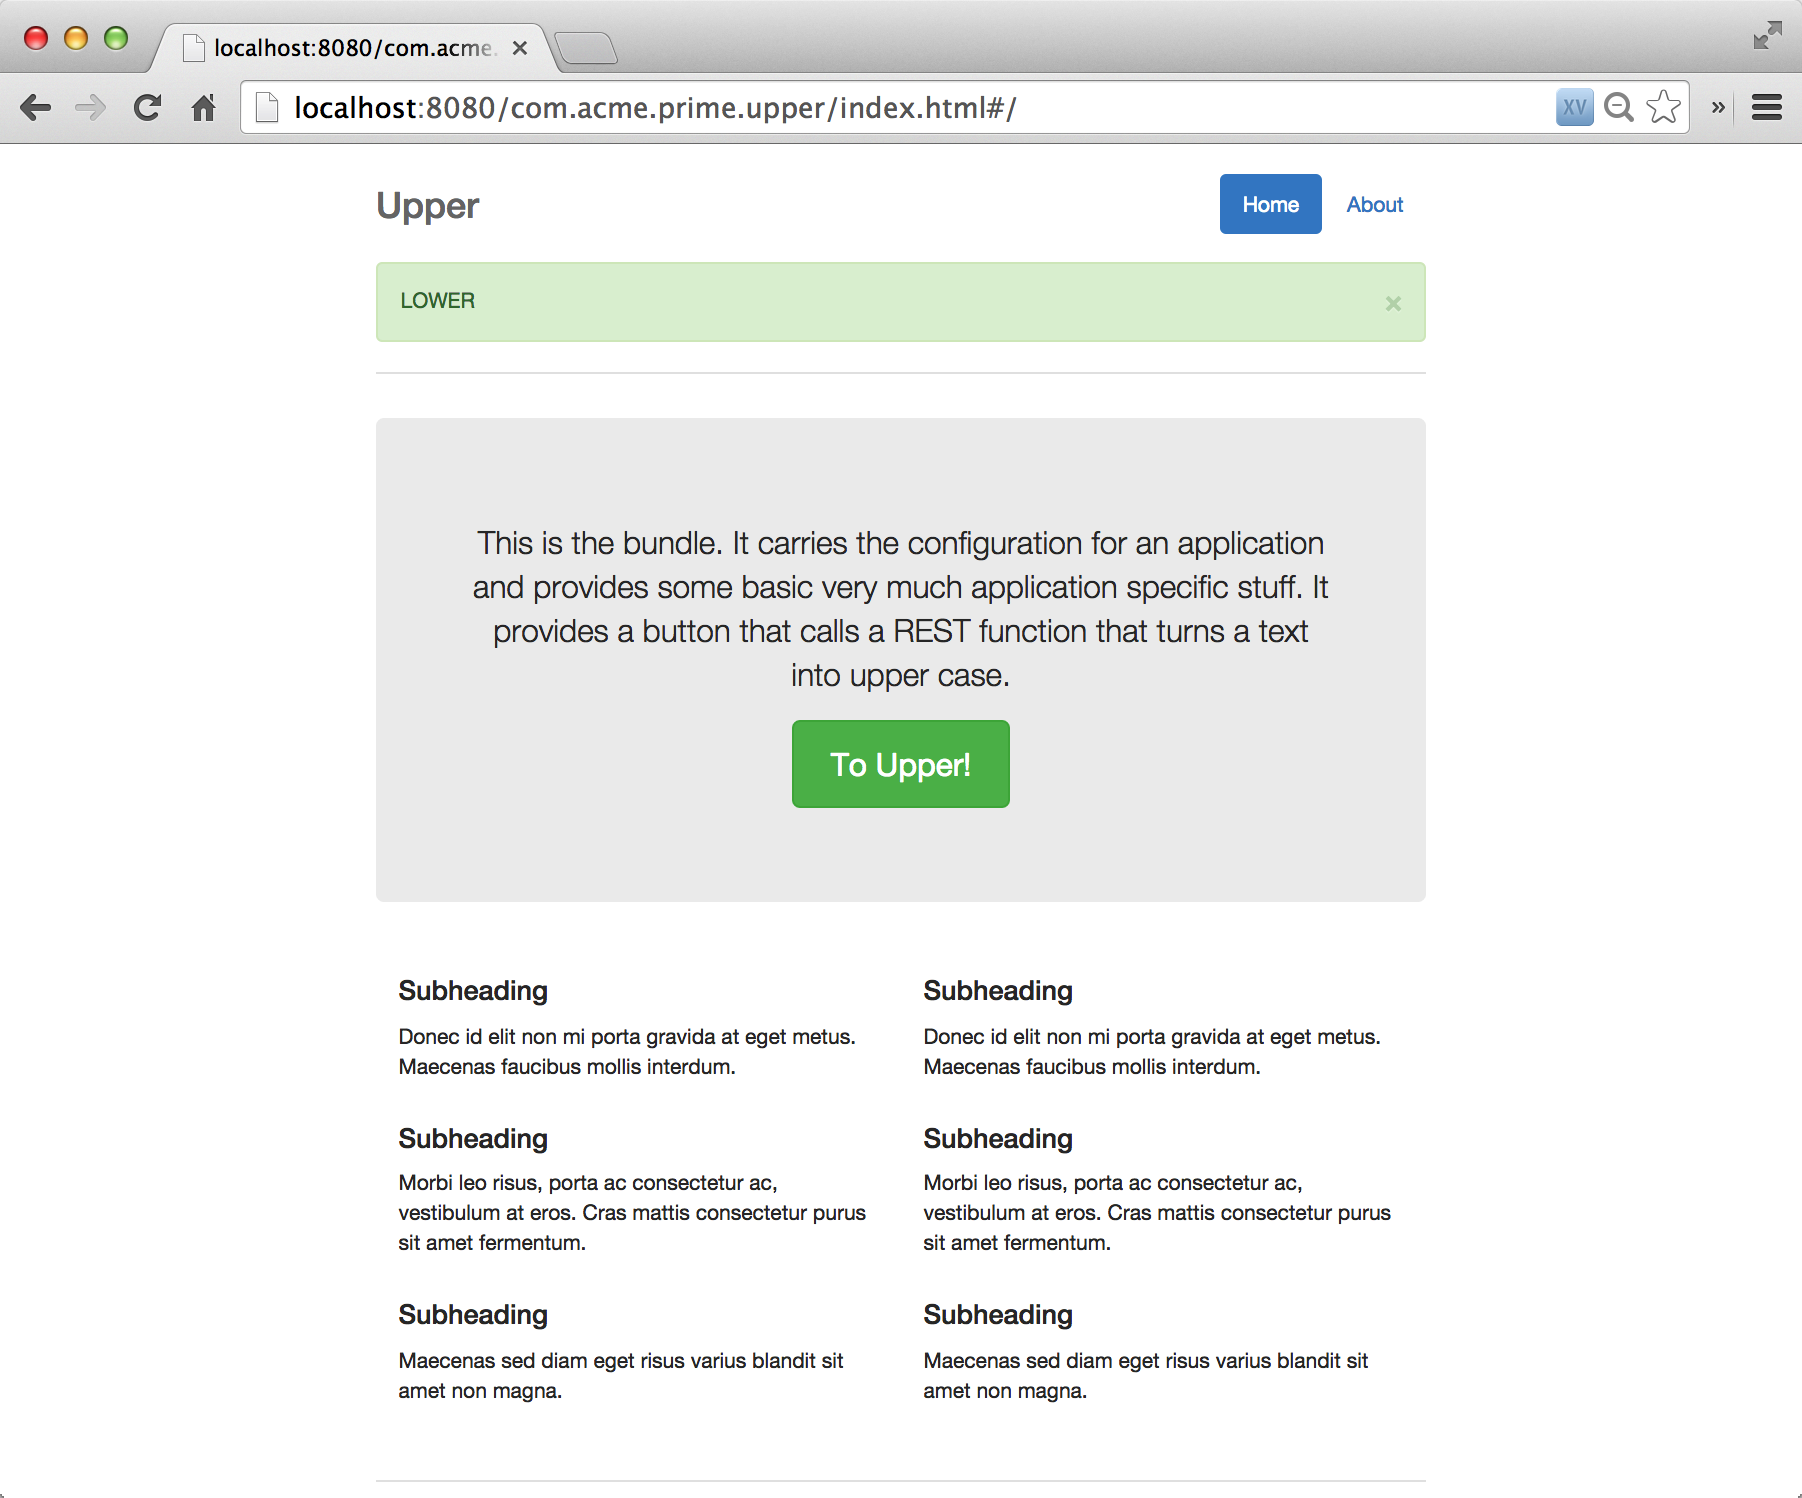 localhost:8080/com.acme.
localhost:8080/com.acme.prime.upper/index.html#/
XV
»
Upper
Home
About
LOWER
×
This is the bundle. It carries the configuration for an application
and provides some basic very much application specific stuff. It
provides a button that calls a REST function that turns a text
into upper case.
To Upper!
Subheading
Donec id elit non mi porta gravida at eget metus.
Maecenas faucibus mollis interdum.
Subheading
Morbi leo risus, porta ac consectetur ac,
vestibulum at eros. Cras mattis consectetur purus
sit amet fermentum.
Subheading
Maecenas sed diam eget risus varius blandit sit
amet non magna.
Subheading
Donec id elit non mi porta gravida at eget metus.
Maecenas faucibus mollis interdum.
Subheading
Morbi leo risus, porta ac consectetur ac,
vestibulum at eros. Cras mattis consectetur purus
sit amet fermentum.
Subheading
Maecenas sed diam eget risus varius blandit sit
amet non magna.